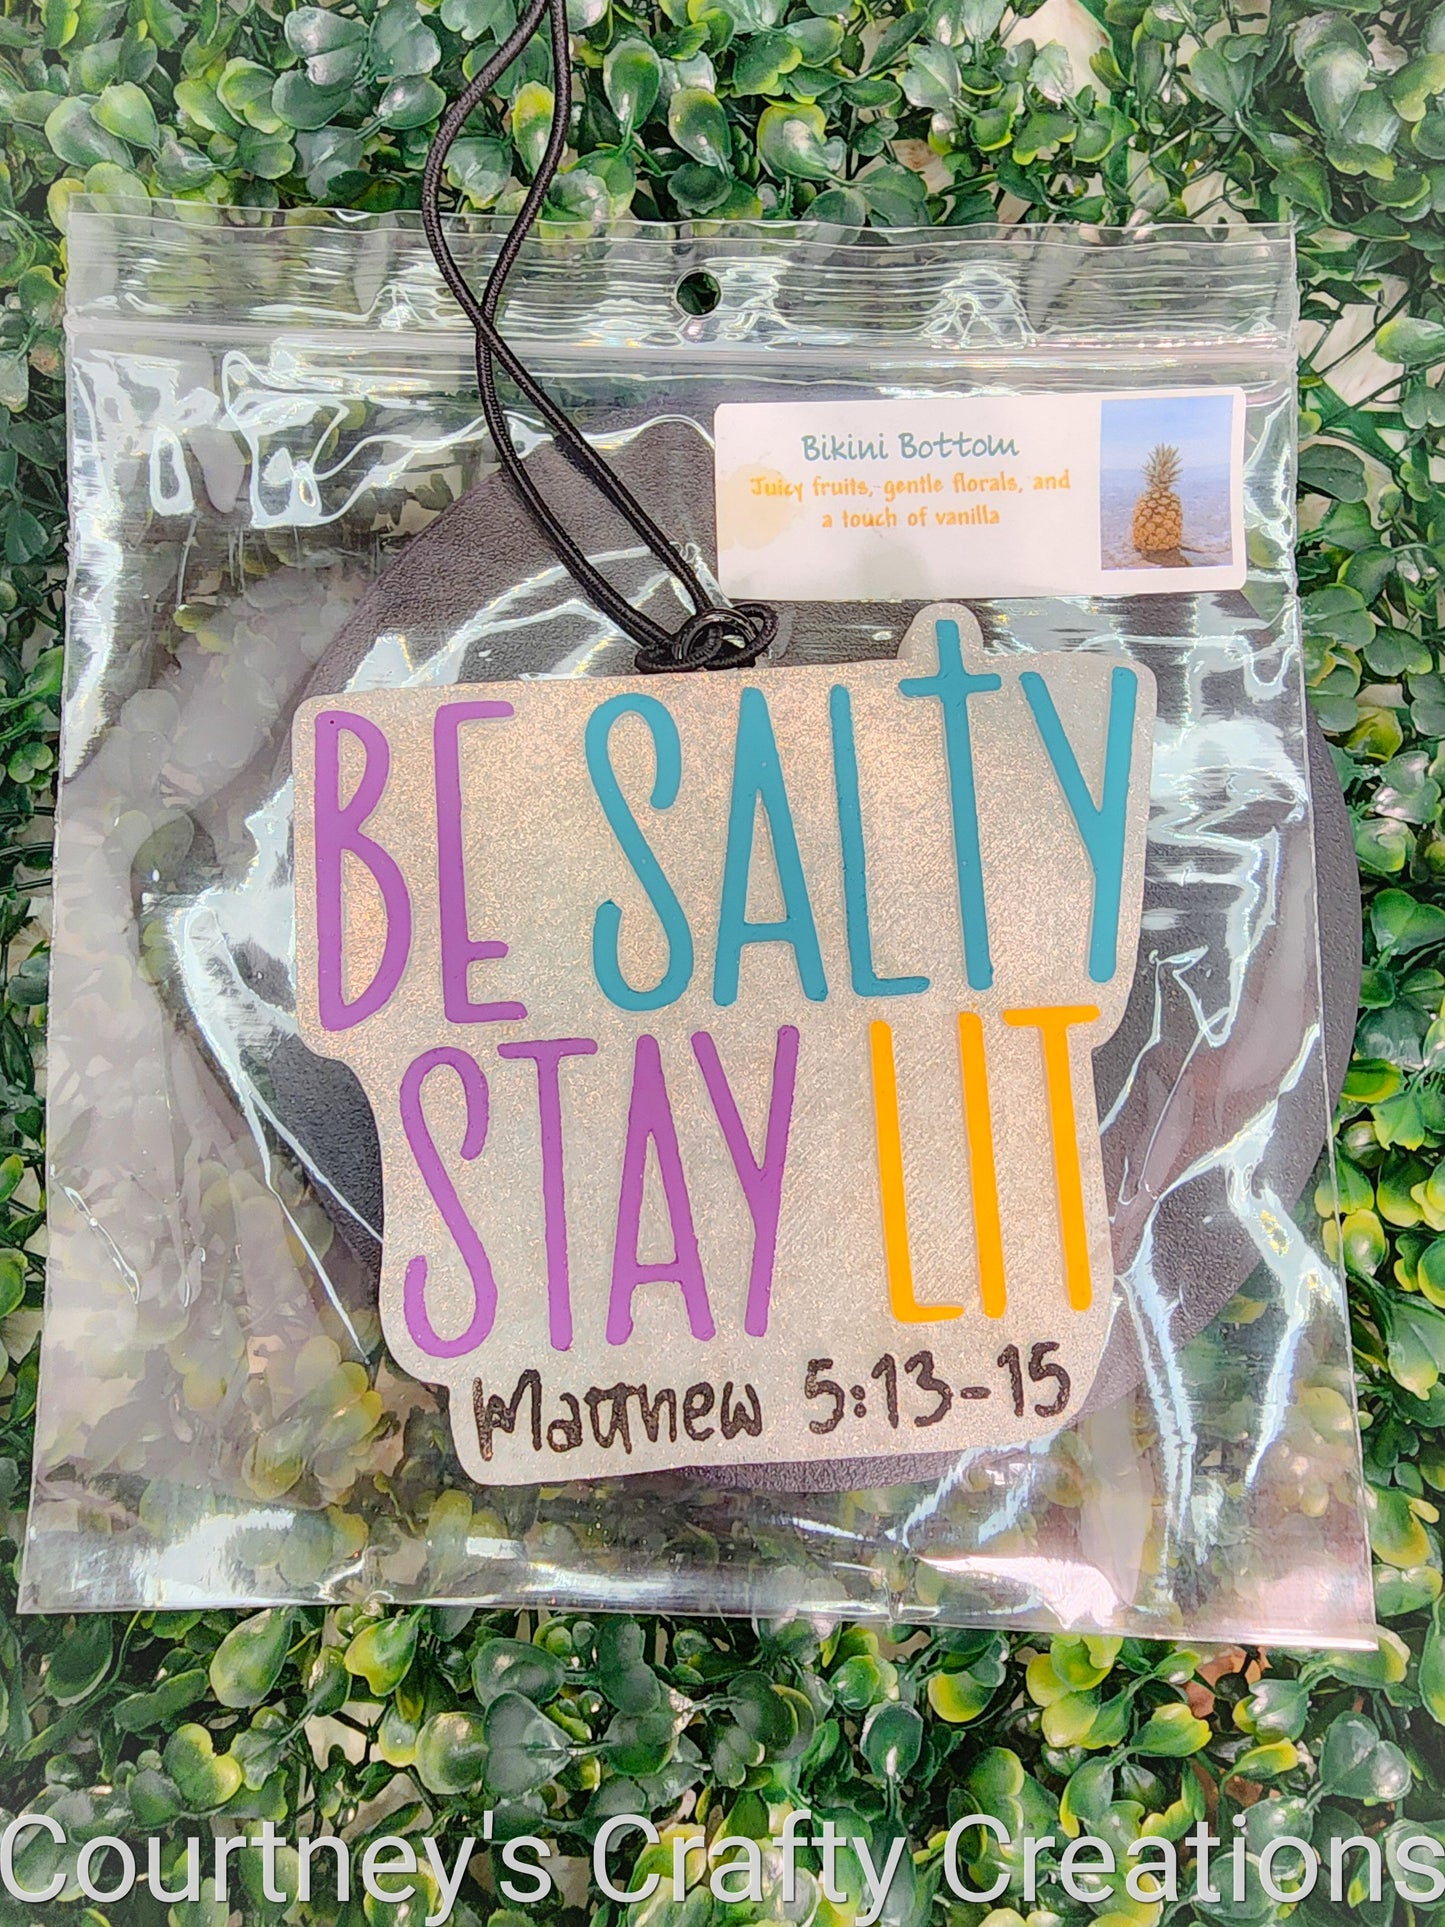 Bikini Bottom
Juicy fruits, gentle florals, and
a touch of vanilla
BE SALTY
STAY LIT
Matthew 5:13-15
Courtney's Crafty Creations